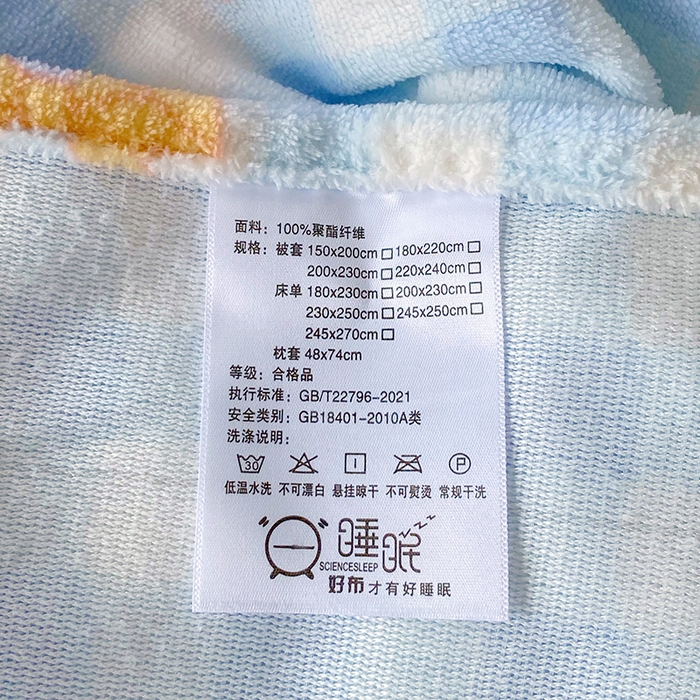 面料：100%聚酯纤维
规格：被套 150x200cm□180x220cm□
200x230cm□220x240cm□
床单 180x230cm□200x230cm□
230x250cm□245x250cm□
245x270cm□
枕套 48x74cm
等级：合格品
执行标准：GB/T22796-2021
安全类别：GB18401-2010A类
洗涤说明：
30 P
低温水洗 不可漂白 悬挂晾干 不可熨烫 常规干洗
睡眠 zzz
SCIENCESLEEP
好布才有好睡眠